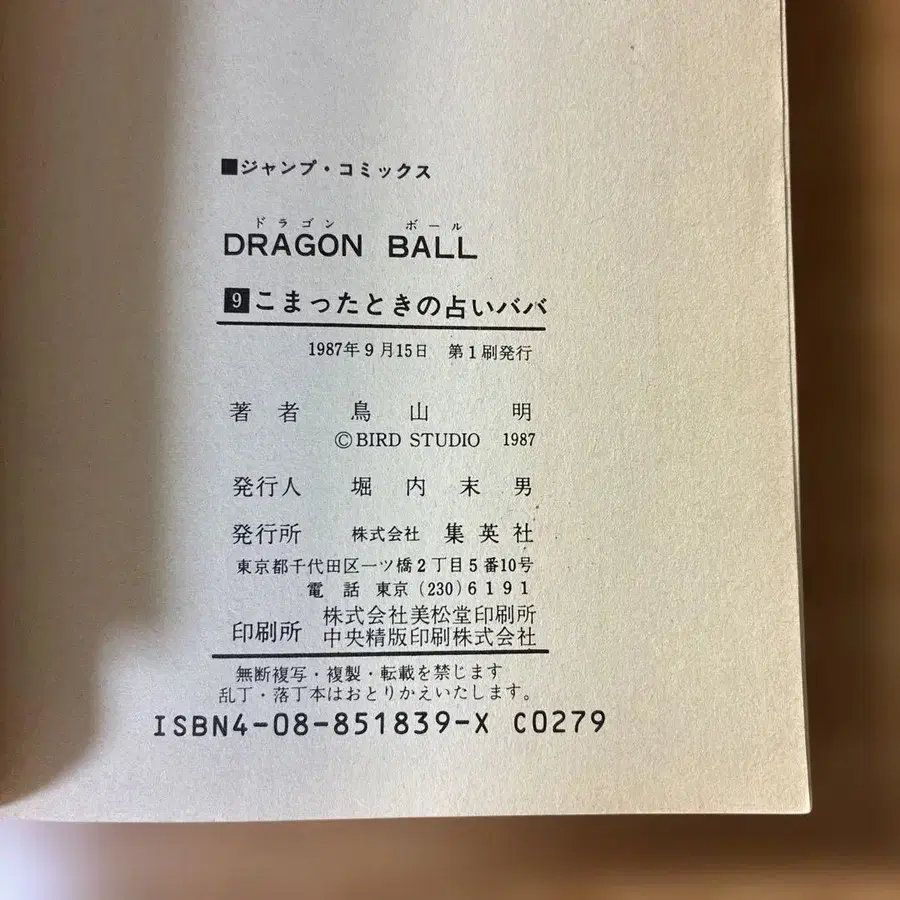 ■ジャンプ・コミックス
ドラゴン ボール
DRAGON BALL
9 こまったときの占いババ
1987年9月15日 第1刷発行
著者 鳥山 明
©BIRD STUDIO 1987
発行人 堀内末男
発行所 株式会社 集英社
東京都千代田区一ツ橋2丁目5番10号
電話 東京(230)6191
印刷所 株式会社美松堂印刷所
中央精版印刷株式会社
無断複写・複製・転載を禁じます
乱丁・落丁本はおとりかえいたします。
ISBN4-08-851839-X C0279